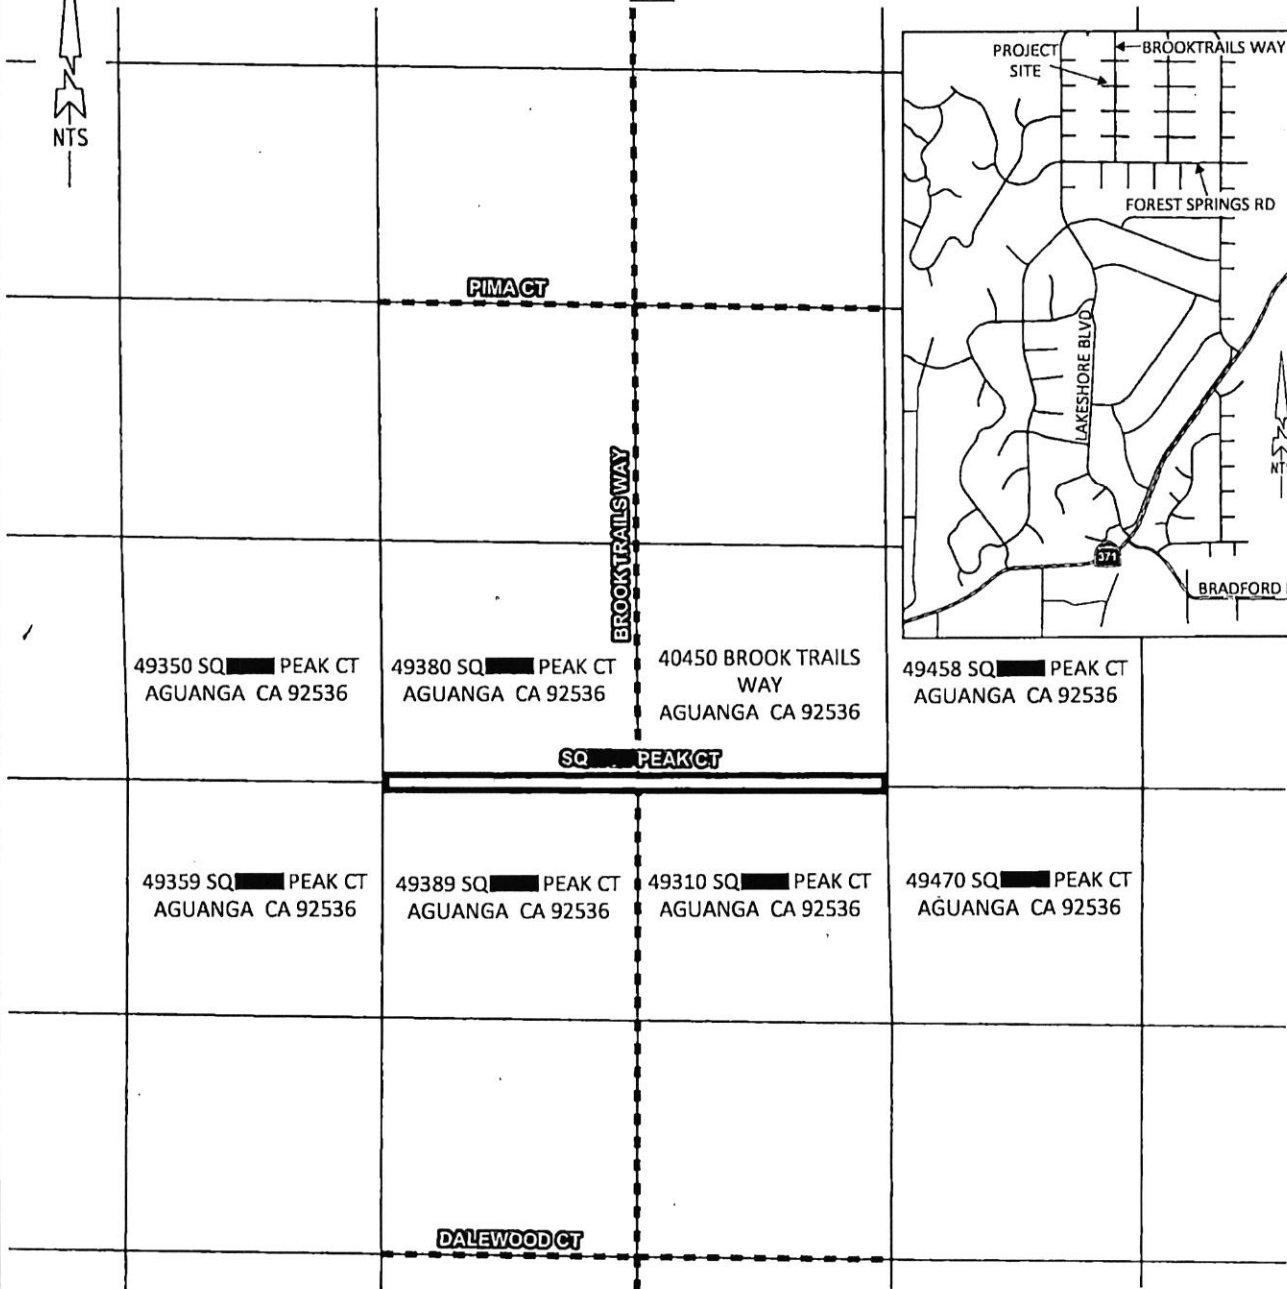 NTS
PROJECT
SITE
BROOKTRAILS WAY
FOREST SPRINGS RD
LAKESHORE BLVD
NT
371
BRADFORD
PIMA CT
BROOK TRAILS WAY
49350 SQ PEAK CT
AGUANGA CA 92536
49380 SQ PEAK CT
AGUANGA CA 92536
40450 BROOK TRAILS
WAY
AGUANGA CA 92536
49458 SQ PEAK CT
AGUANGA CA 92536
SQ PEAK CT
49359 SQ PEAK CT
AGUANGA CA 92536
49389 SQ PEAK CT
AGUANGA CA 92536
49310 SQ PEAK CT
AGUANGA CA 92536
49470 SQ PEAK CT
AGUANGA CA 92536
DALEWOOD CT